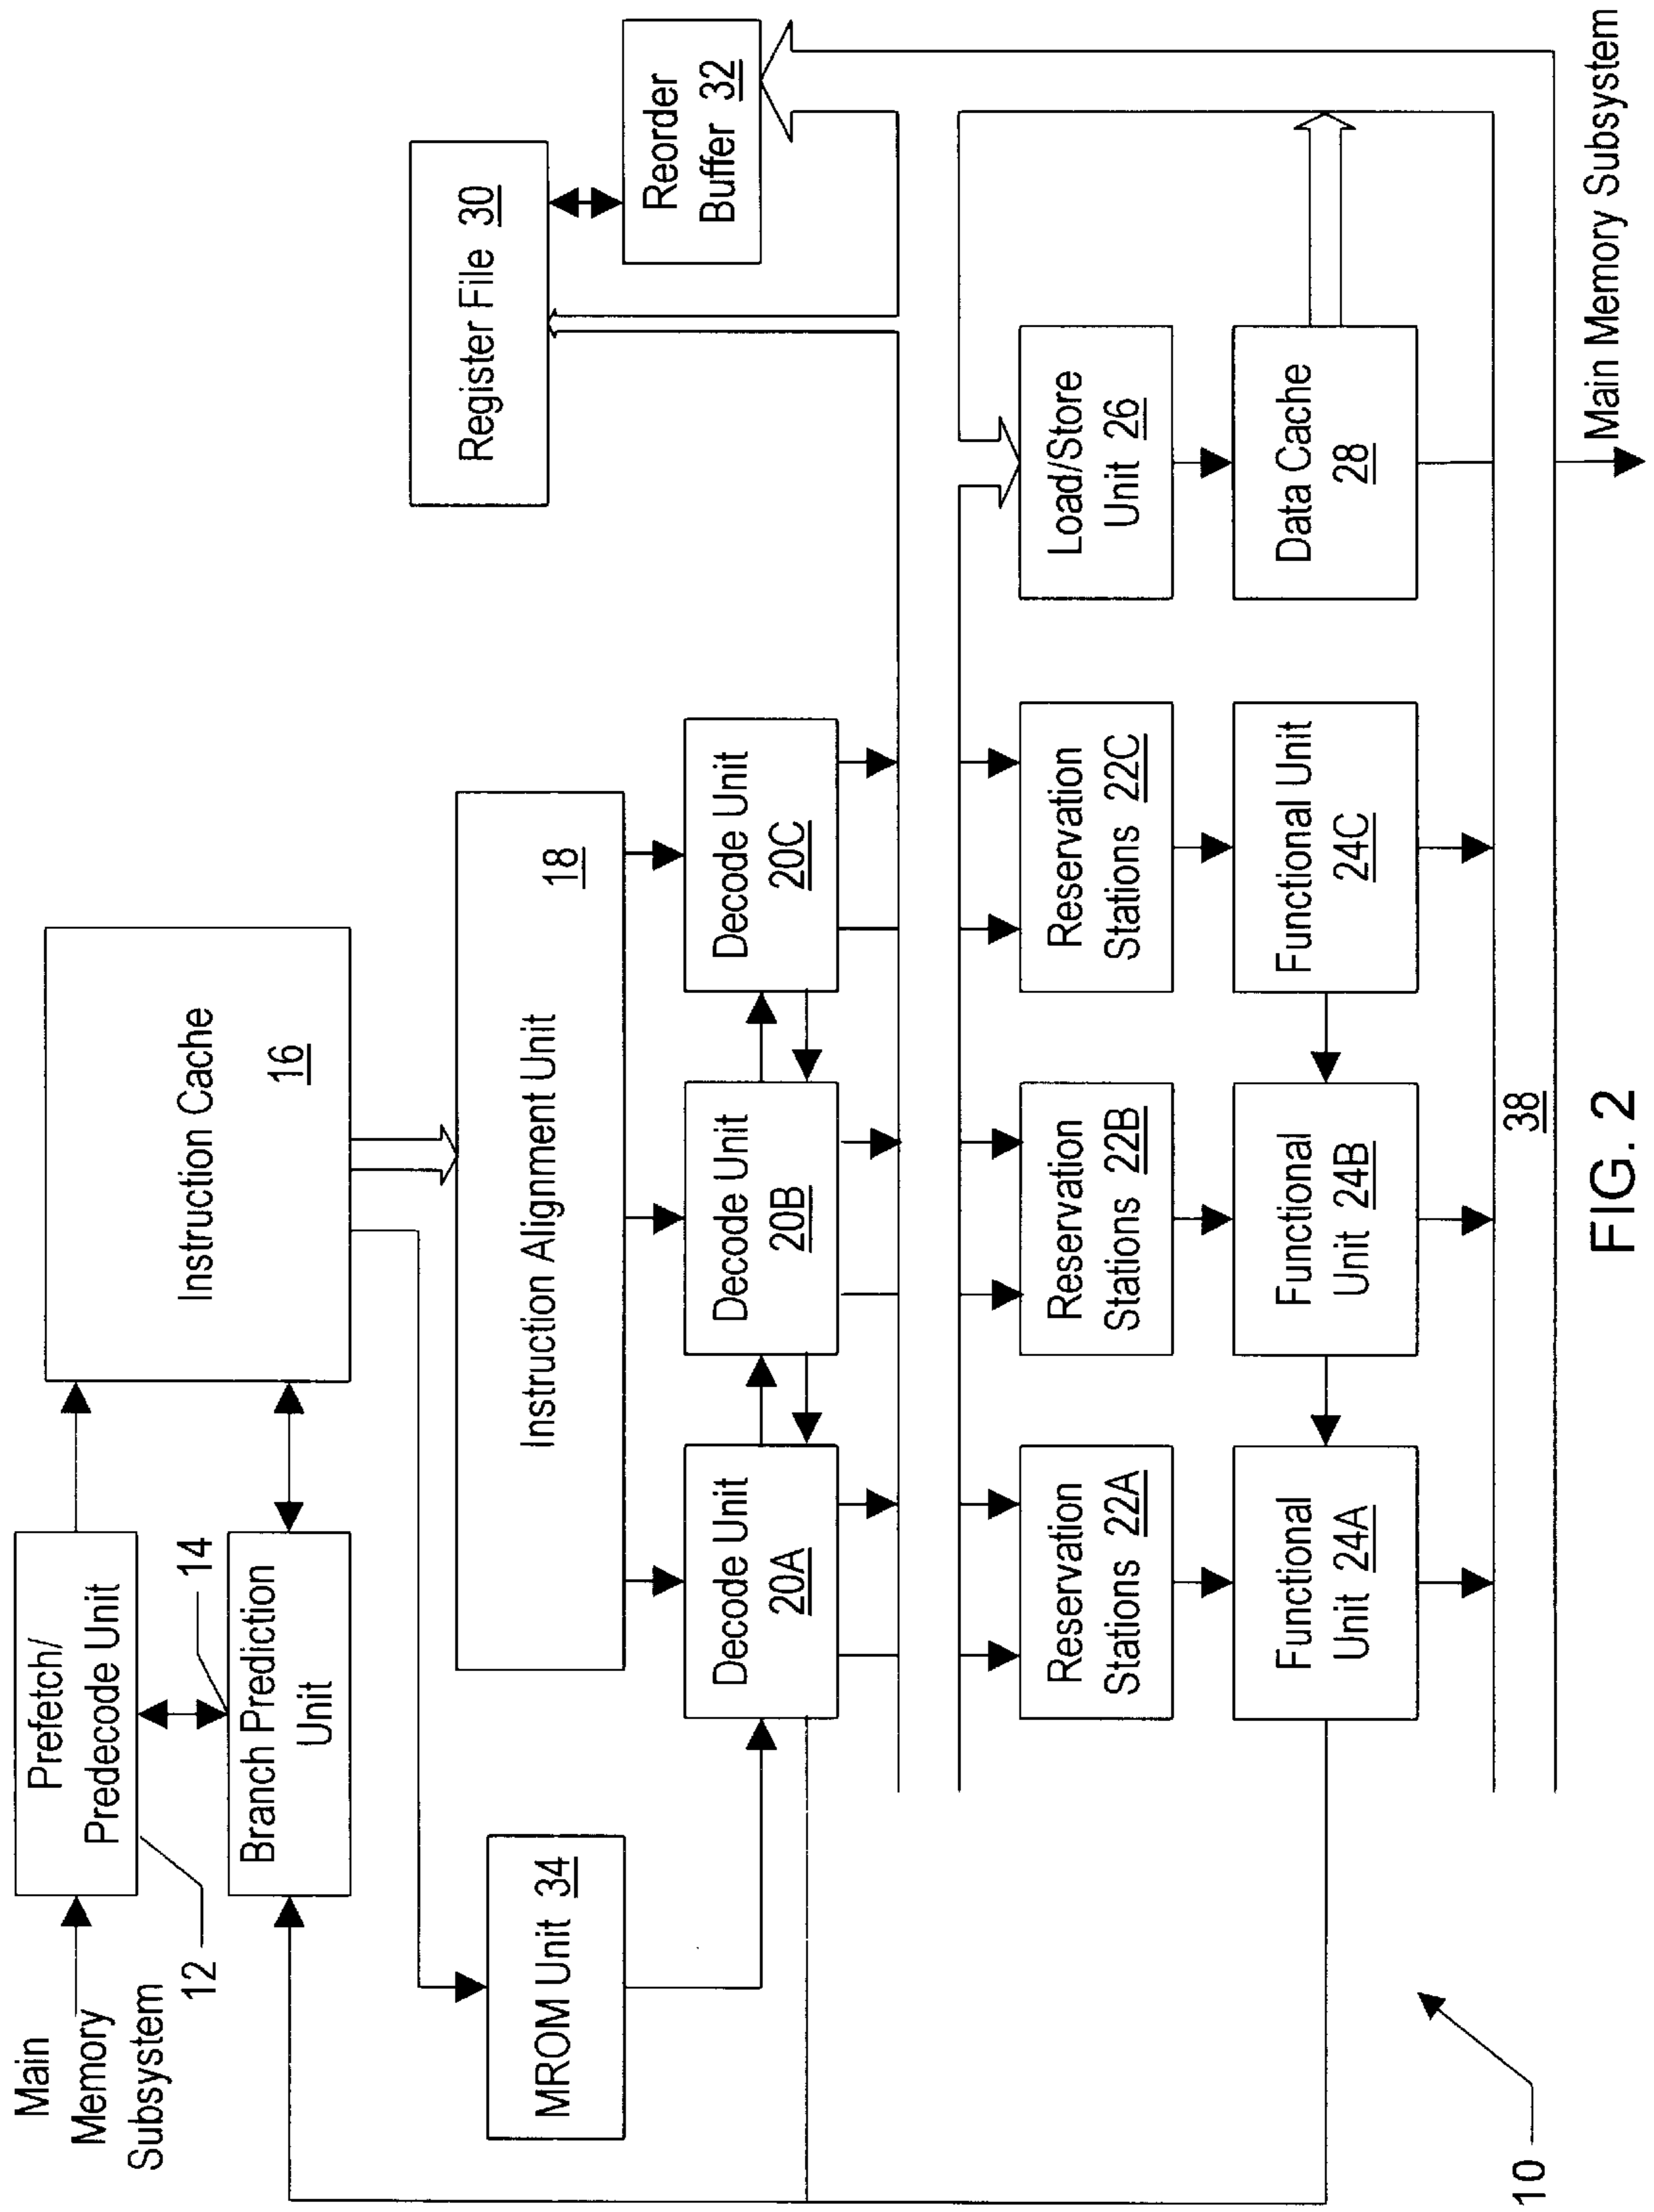 Main
Memory
Subsystem
Prefetch/
Predecode Unit
12
14
Branch Prediction
Unit
Instruction Cache
16
MROM Unit 34
Instruction Alignment Unit
18
Register File 30
Reorder
Buffer 32
Decode Unit
20A
Decode Unit
20B
Decode Unit
20C
Reservation
Stations 22A
Reservation
Stations 22B
Reservation
Stations 22C
Load/Store
Unit 26
Functional
Unit 24A
Functional
Unit 24B
Functional Unit
24C
Data Cache
28
38
Main Memory Subsystem
10
FIG. 2